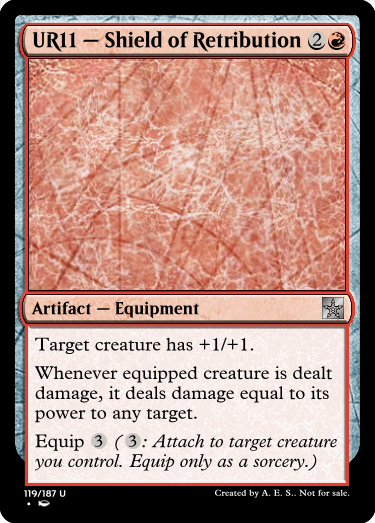 UR11 — Shield of Retribution 2
Artifact — Equipment
Target creature has +1/+1.
Whenever equipped creature is dealt
damage, it deals damage equal to its
power to any target.
Equip 3 (3: Attach to target creature
you control. Equip only as a sorcery.)
119/187 U
Created by A. E. S.. Not for sale.